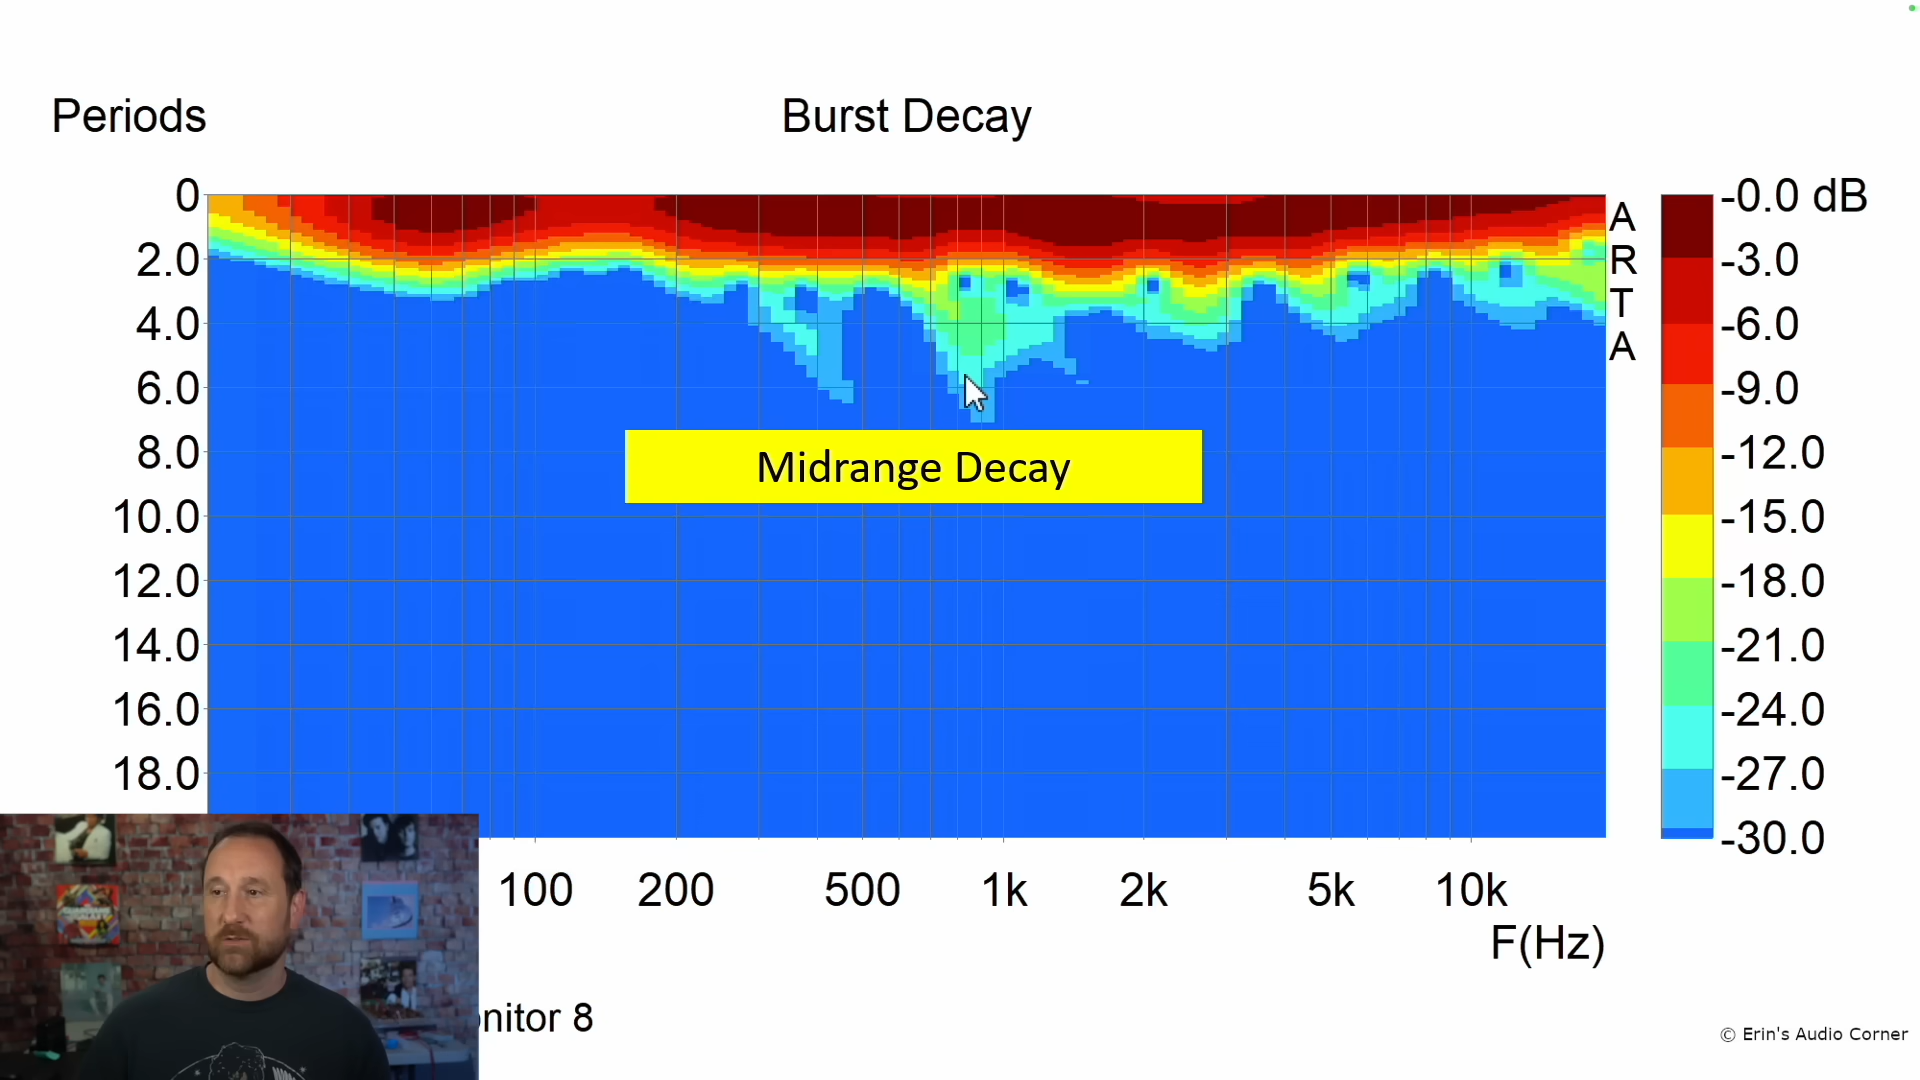 Periods
Burst Decay
0
2.0
4.0
6.0
8.0
10.0
12.0
14.0
16.0
18.0
A
R
T
A
-0.0 dB
-3.0
-6.0
-9.0
-12.0
-15.0
-18.0
-21.0
-24.0
-27.0
-30.0
Midrange Decay
100
200
500
1k
2k
5k
10k
F(Hz)
nitor 8
© Erin's Audio Corner